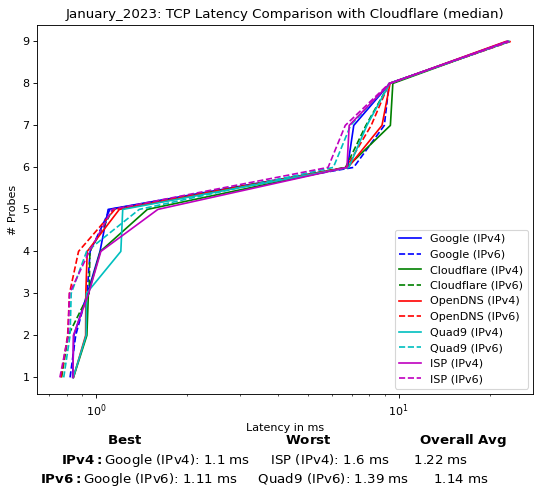 January_2023: TCP Latency Comparison with Cloudflare (median)
9
8
7
6
5
4
3
2
1
# Probes
Google (IPv4)
Google (IPv6)
Cloudflare (IPv4)
Cloudflare (IPv6)
OpenDNS (IPv4)
OpenDNS (IPv6)
Quad9 (IPv4)
Quad9 (IPv6)
ISP (IPv4)
ISP (IPv6)
10⁰ 10¹
Latency in ms
Best Worst Overall Avg
IPv4: Google (IPv4): 1.1 ms ISP (IPv4): 1.6 ms 1.22 ms
IPv6: Google (IPv6): 1.11 ms Quad9 (IPv6): 1.39 ms 1.14 ms